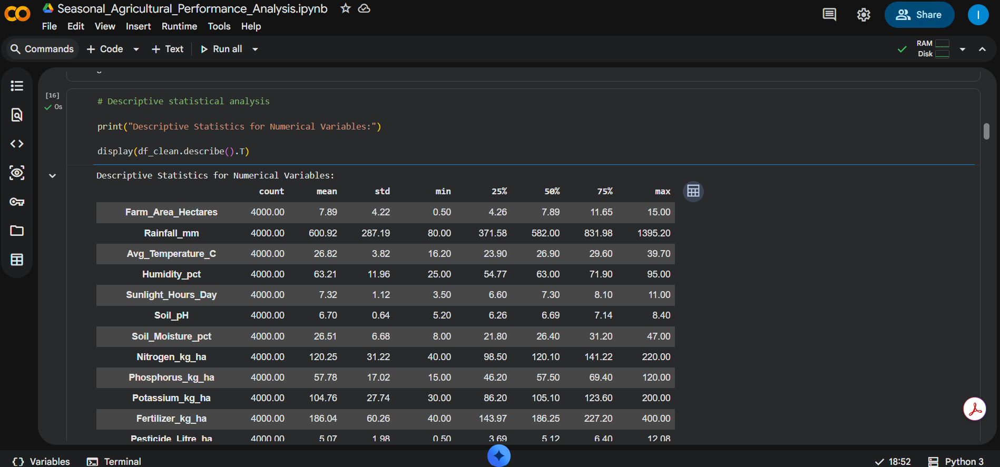 Seasonal_Agricultural_Performance_Analysis.ipynb
File Edit View Insert Runtime Tools Help
Share
I
Commands + Code + Text Run all
RAM
Disk
[16]
0s
# Descriptive statistical analysis
print("Descriptive Statistics for Numerical Variables:")
display(df_clean.describe().T)
Descriptive Statistics for Numerical Variables:
count mean std min 25% 50% 75% max
Farm_Area_Hectares 4000.00 7.89 4.22 0.50 4.26 7.89 11.65 15.00
Rainfall_mm 4000.00 600.92 287.19 80.00 371.58 582.00 831.98 1395.20
Avg_Temperature_C 4000.00 26.82 3.82 16.20 23.90 26.90 29.60 39.70
Humidity_pct 4000.00 63.21 11.96 25.00 54.77 63.00 71.90 95.00
Sunlight_Hours_Day 4000.00 7.32 1.12 3.50 6.60 7.30 8.10 11.00
Soil_pH 4000.00 6.70 0.64 5.20 6.26 6.69 7.14 8.40
Soil_Moisture_pct 4000.00 26.51 6.68 8.00 21.80 26.40 31.20 47.00
Nitrogen_kg_ha 4000.00 120.25 31.22 40.00 98.50 120.10 141.22 220.00
Phosphorus_kg_ha 4000.00 57.78 17.02 15.00 46.20 57.50 69.40 120.00
Potassium_kg_ha 4000.00 104.76 27.74 30.00 86.20 105.10 123.60 200.00
Fertilizer_kg_ha 4000.00 186.04 60.26 40.00 143.97 186.25 227.20 400.00
Pesticide_Litre_ha 4000.00 5.07 1.98 0.50 3.69 5.12 6.40 12.08
Variables Terminal
18:52 Python 3